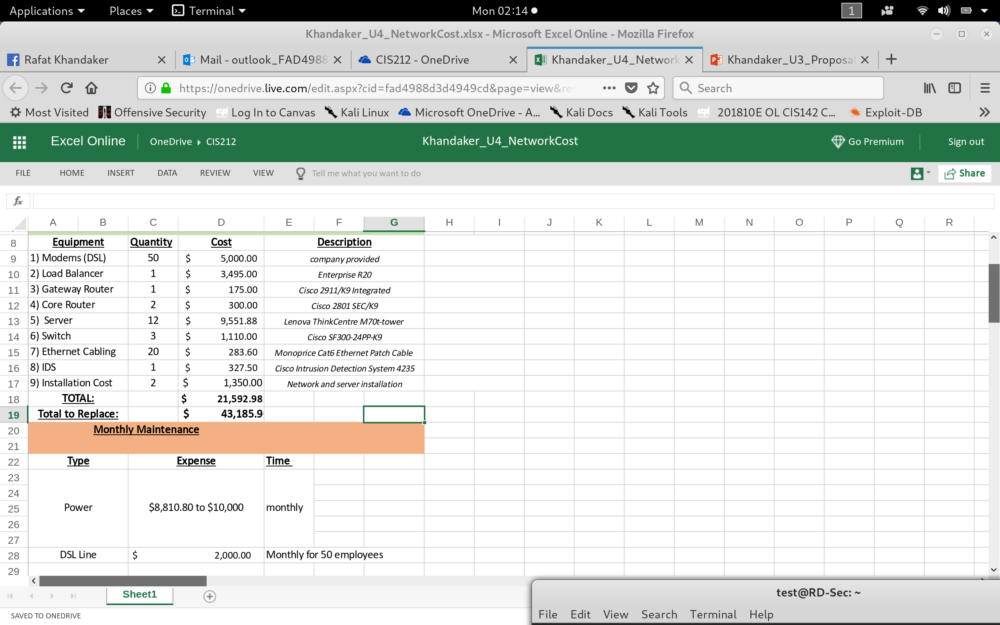 Applications Places Terminal Mon 02:14 1
Khandaker_U4_NetworkCost.xlsx - Microsoft Excel Online - Mozilla Firefox
Rafat Khandaker Mail - outlook_FAD4988 CIS212 - OneDrive Khandaker_U4_Network Khandaker_U3_Proposal
https://onedrive.live.com/edit.aspx?cid=fad4988d3d4949cd&page=view&res Search
Most Visited Offensive Security ecpi Log In to Canvas Kali Linux Microsoft OneDrive - A... Kali Docs Kali Tools ecpi 201810E OL CIS142 C... Exploit-DB
Excel Online OneDrive CIS212 Khandaker_U4_NetworkCost Go Premium Sign out
FILE HOME INSERT DATA REVIEW VIEW Tell me what you want to do Share
fx
A B C D E F G H I J K L M N O P Q R
8 Equipment Quantity Cost Description
9 1) Modems (DSL) 50 $ 5,000.00 company provided
10 2) Load Balancer 1 $ 3,495.00 Enterprise R20
11 3) Gateway Router 1 $ 175.00 Cisco 2911/K9 Integrated
12 4) Core Router 2 $ 300.00 Cisco 2801 SEC/K9
13 5) Server 12 $ 9,551.88 Lenova ThinkCentre M70t-tower
14 6) Switch 3 $ 1,110.00 Cisco SF300-24PP-K9
15 7) Ethernet Cabling 20 $ 283.60 Monoprice Cat6 Ethernet Patch Cable
16 8) IDS 1 $ 327.50 Cisco Intrusion Detection System 4235
17 9) Installation Cost 2 $ 1,350.00 Network and server installation
18 TOTAL: $ 21,592.98
19 Total to Replace: $ 43,185.9
20 Monthly Maintenance
21
22 Type Expense Time
23
24
25 Power $8,810.80 to $10,000 monthly
26
27
28 DSL Line $ 2,000.00 Monthly for 50 employees
29
Sheet1
SAVED TO ONEDRIVE
test@RD-Sec: ~
File Edit View Search Terminal Help